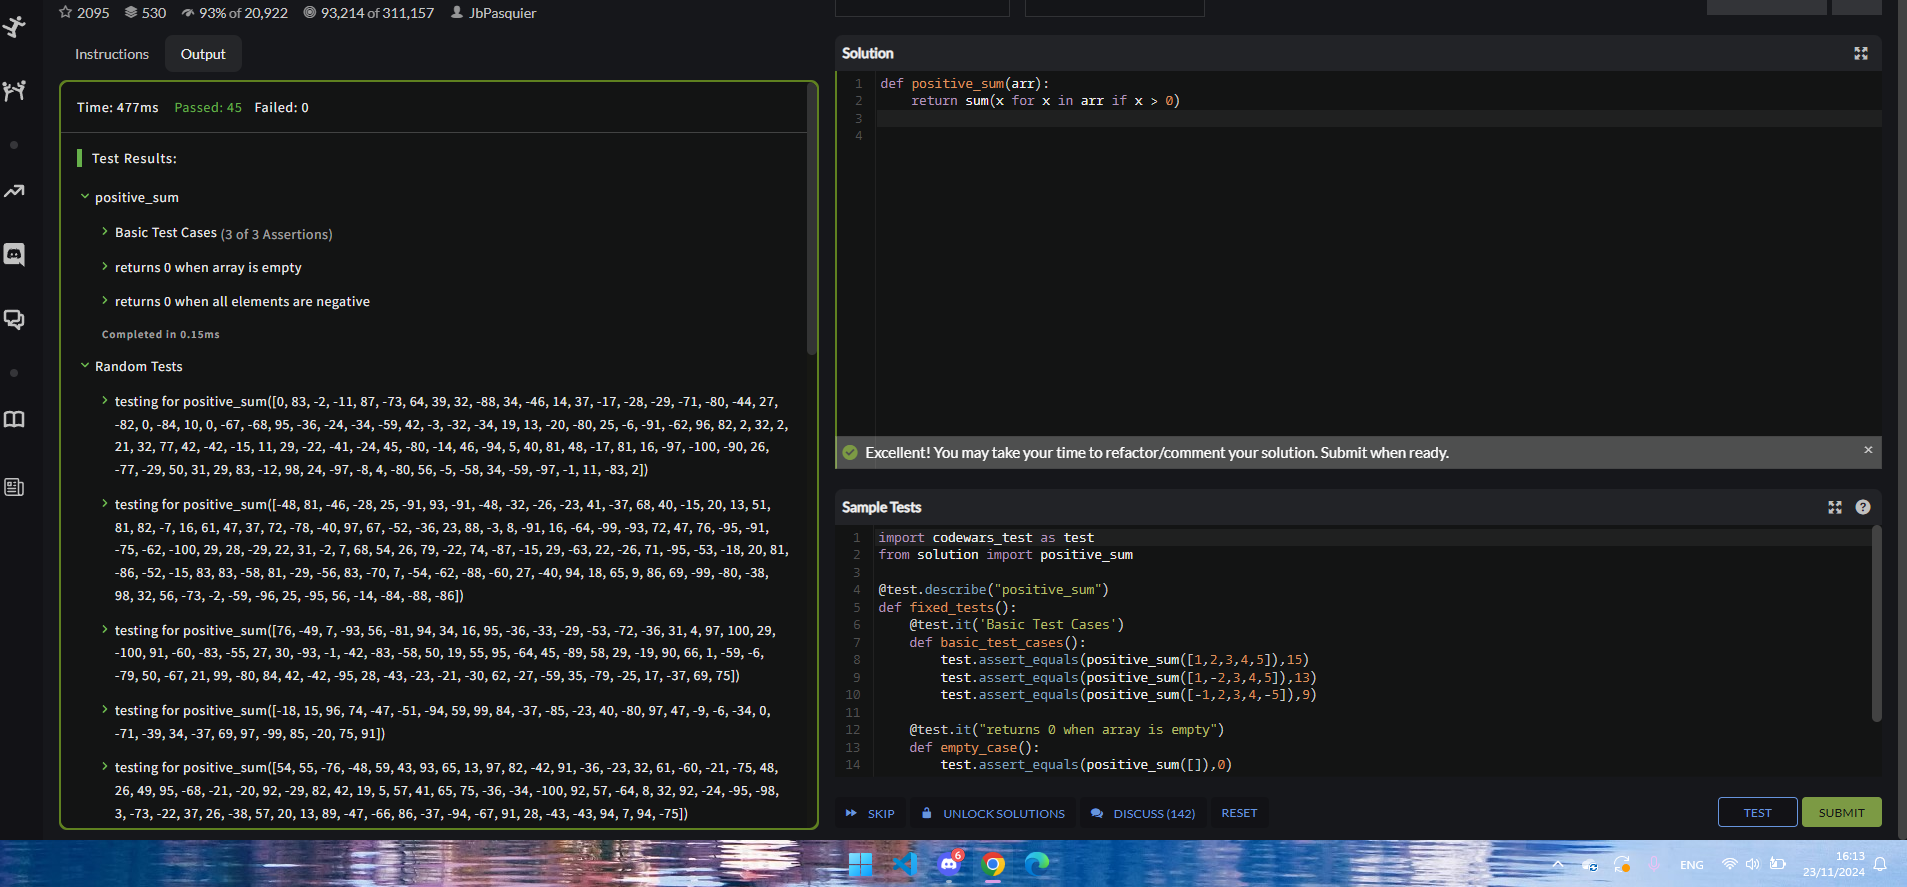 2095 530 93% of 20,922 93,214 of 311,157 JbPasquier
Instructions Output
Time: 477ms Passed: 45 Failed: 0
Test Results:
positive_sum
Basic Test Cases (3 of 3 Assertions)
returns 0 when array is empty
returns 0 when all elements are negative
Completed in 0.15ms
Random Tests
testing for positive_sum([0, 83, -2, -11, 87, -73, 64, 39, 32, -88, 34, -46, 14, 37, -17, -28, -29, -71, -80, -44, 27,
-82, 0, -84, 10, 0, -67, -68, 95, -36, -24, -34, -59, 42, -3, -32, -34, 19, 13, -20, -80, 25, -6, -91, -62, 96, 82, 2, 32, 2,
21, 32, 77, 42, -42, -15, 11, 29, -22, -41, -24, 45, -80, -14, 46, -94, 5, 40, 81, 48, -17, 81, 16, -97, -100, -90, 26,
-77, -29, 50, 31, 29, 83, -12, 98, 24, -97, -8, 4, -80, 56, -5, -58, 34, -59, -97, -1, 11, -83, 2])
testing for positive_sum([-48, 81, -46, -28, 25, -91, 93, -91, -48, -32, -26, -23, 41, -37, 68, 40, -15, 20, 13, 51,
81, 82, -7, 16, 61, 47, 37, 72, -78, -40, 97, 67, -52, -36, 23, 88, -3, 8, -91, 16, -64, -99, -93, 72, 47, 76, -95, -91,
-75, -62, -100, 29, 28, -29, 22, 31, -2, 7, 68, 54, 26, 79, -22, 74, -87, -15, 29, -63, 22, -26, 71, -95, -53, -18, 20, 81,
-86, -52, -15, 83, 83, -58, 81, -29, -56, 83, -70, 7, -54, -62, -88, -60, 27, -40, 94, 18, 65, 9, 86, 69, -99, -80, -38,
98, 32, 56, -73, -2, -59, -96, 25, -95, 56, -14, -84, -88, -86])
testing for positive_sum([76, -49, 7, -93, 56, -81, 94, 34, 16, 95, -36, -33, -29, -53, -72, -36, 31, 4, 97, 100, 29,
-100, 91, -60, -83, -55, 27, 30, -93, -1, -42, -83, -58, 50, 19, 55, 95, -64, 45, -89, 58, 29, -19, 90, 66, 1, -59, -6,
-79, 50, -67, 21, 99, -80, 84, 42, -42, -95, 28, -43, -23, -21, -30, 62, -27, -59, 35, -79, -25, 17, -37, 69, 75])
testing for positive_sum([-18, 15, 96, 74, -47, -51, -94, 59, 99, 84, -37, -85, -23, 40, -80, 97, 47, -9, -6, -34, 0,
-71, -39, 34, -37, 69, 97, -99, 85, -20, 75, 91])
testing for positive_sum([54, 55, -76, -48, 59, 43, 93, 65, 13, 97, 82, -42, 91, -36, -23, 32, 61, -60, -21, -75, 48,
26, 49, 95, -68, -21, -20, 92, -29, 82, 42, 19, 5, 57, 41, 65, 75, -36, -34, -100, 92, 57, -64, 8, 32, 92, -24, -95, -98,
3, -73, -22, 37, 26, -38, 57, 20, 13, 89, -47, -66, 86, -37, -94, -67, 91, 28, -43, -43, 94, 7, 94, -75])
Solution
1 def positive_sum(arr):
2 return sum(x for x in arr if x > 0)
3
4
Excellent! You may take your time to refactor/comment your solution. Submit when ready.
Sample Tests
1 import codewars_test as test
2 from solution import positive_sum
3
4 @test.describe("positive_sum")
5 def fixed_tests():
6 @test.it('Basic Test Cases')
7 def basic_test_cases():
8 test.assert_equals(positive_sum([1,2,3,4,5]),15)
9 test.assert_equals(positive_sum([1,-2,3,4,5]),13)
10 test.assert_equals(positive_sum([-1,2,3,4,-5]),9)
11
12 @test.it("returns 0 when array is empty")
13 def empty_case():
14 test.assert_equals(positive_sum([]),0)
SKIP UNLOCK SOLUTIONS DISCUSS (142) RESET TEST SUBMIT
6
ENG
16:13
23/11/2024